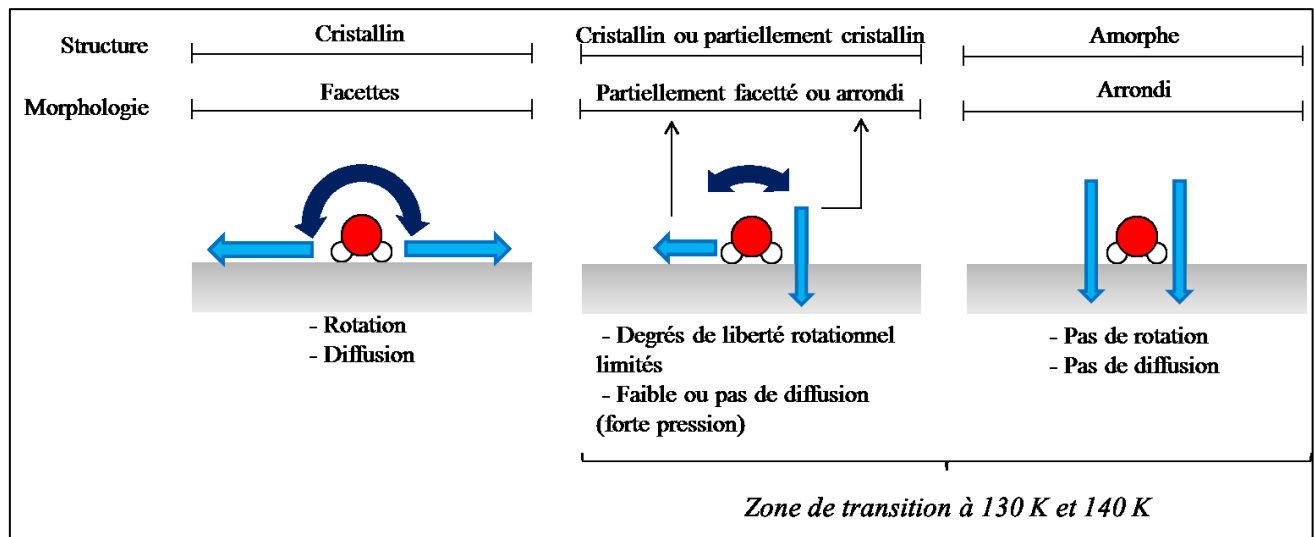 Structure
Cristallin
Cristallin ou partiellement cristallin
Amorphe
Morphologie
Facettes
Partiellement facetté ou arrondi
Arrondi
- Rotation
- Diffusion
- Degrés de liberté rotationnel
limités
- Faible ou pas de diffusion
(forte pression)
- Pas de rotation
- Pas de diffusion
Zone de transition à 130 K et 140 K